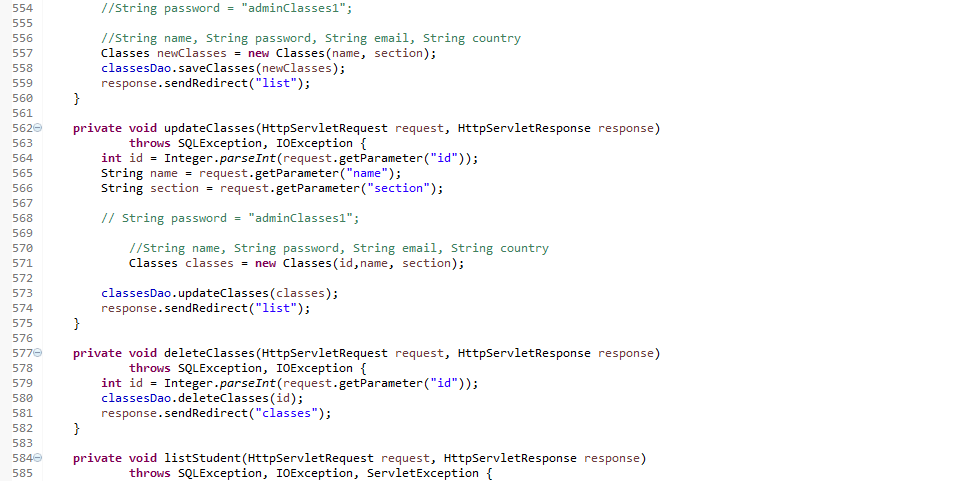 554 //String password = "adminClasses1";
555
556 //String name, String password, String email, String country
557 Classes newClasses = new Classes(name, section);
558 classesDao.saveClasses(newClasses);
559 response.sendRedirect("list");
560 }
561
562 private void updateClasses(HttpServletRequest request, HttpServletResponse response)
563 throws SQLException, IOException {
564 int id = Integer.parseInt(request.getParameter("id"));
565 String name = request.getParameter("name");
566 String section = request.getParameter("section");
567
568 // String password = "adminClasses1";
569
570 //String name, String password, String email, String country
571 Classes classes = new Classes(id,name, section);
572
573 classesDao.updateClasses(classes);
574 response.sendRedirect("list");
575 }
576
577 private void deleteClasses(HttpServletRequest request, HttpServletResponse response)
578 throws SQLException, IOException {
579 int id = Integer.parseInt(request.getParameter("id"));
580 classesDao.deleteClasses(id);
581 response.sendRedirect("classes");
582 }
583
584 private void listStudent(HttpServletRequest request, HttpServletResponse response)
585 throws SQLException, IOException, ServletException {